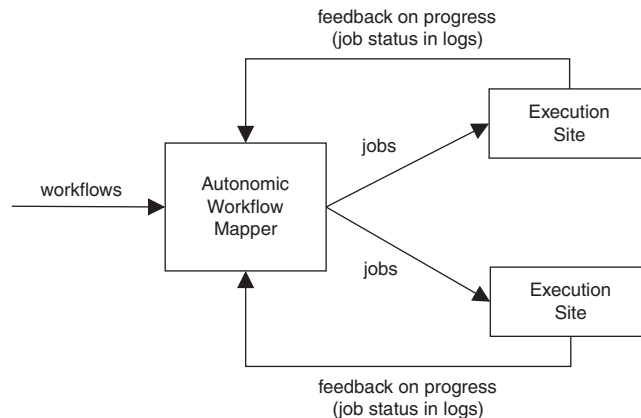 feedback on progress
(job status in logs)
Execution
Site
jobs
workflows
Autonomic
Workflow
Mapper
jobs
Execution
Site
feedback on progress
(job status in logs)